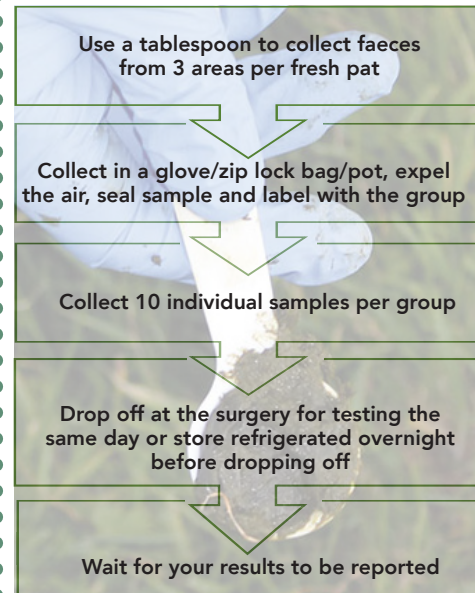 Use a tablespoon to collect faeces
from 3 areas per fresh pat
Collect in a glove/zip lock bag/pot, expel
the air, seal sample and label with the group
Collect 10 individual samples per group
Drop off at the surgery for testing the
same day or store refrigerated overnight
before dropping off
Wait for your results to be reported